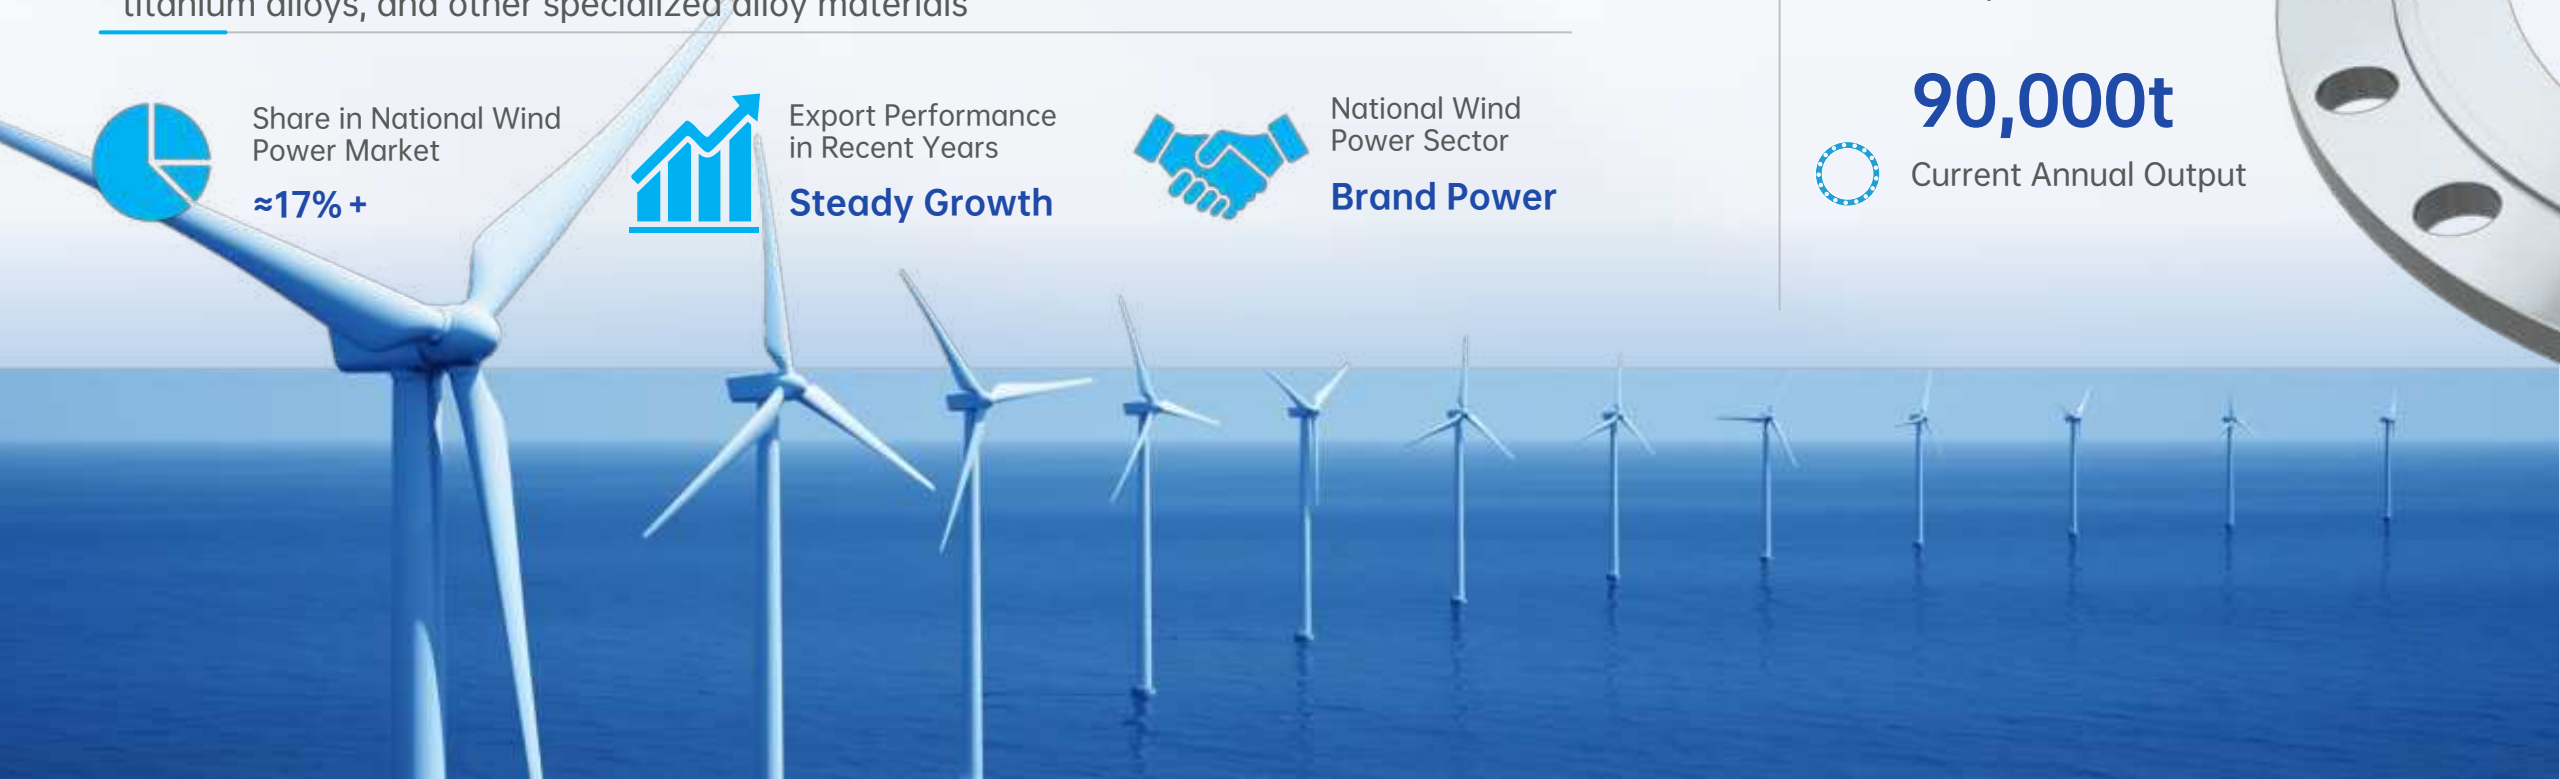 titanium alloys, and other specialized alloy materials
Share in National Wind
Power Market
≈17% +
Export Performance
in Recent Years
Steady Growth
National Wind
Power Sector
Brand Power
90,000t
Current Annual Output